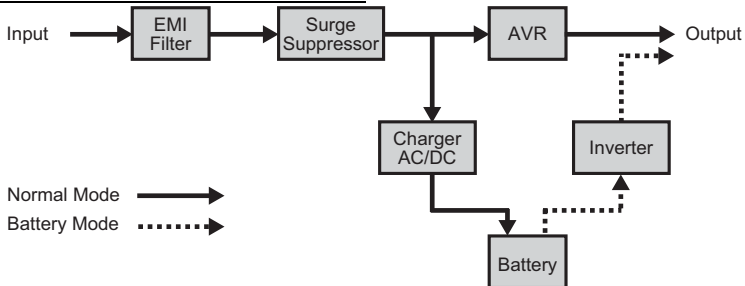 Input
EMI
Filter
Surge
Suppressor
AVR
Output
Charger
AC/DC
Inverter
Normal Mode
Battery Mode
Battery